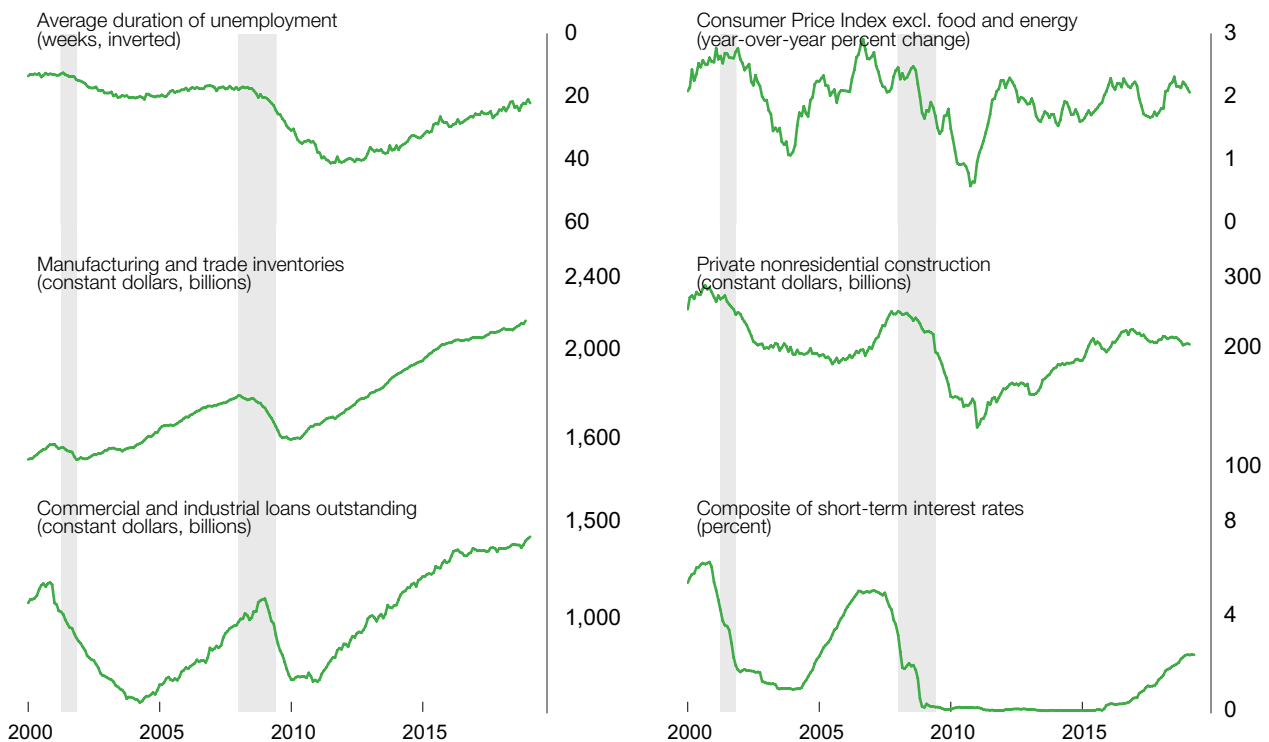 Average duration of unemployment
(weeks, inverted)
0
20
40
60
Manufacturing and trade inventories
(constant dollars, billions)
2,400
2,000
1,600
Commercial and industrial loans outstanding
(constant dollars, billions)
1,500
1,000
2000
2005
2010
2015
Consumer Price Index excl. food and energy
(year-over-year percent change)
3
2
1
0
Private nonresidential construction
(constant dollars, billions)
300
200
100
Composite of short-term interest rates
(percent)
8
4
0
2000
2005
2010
2015